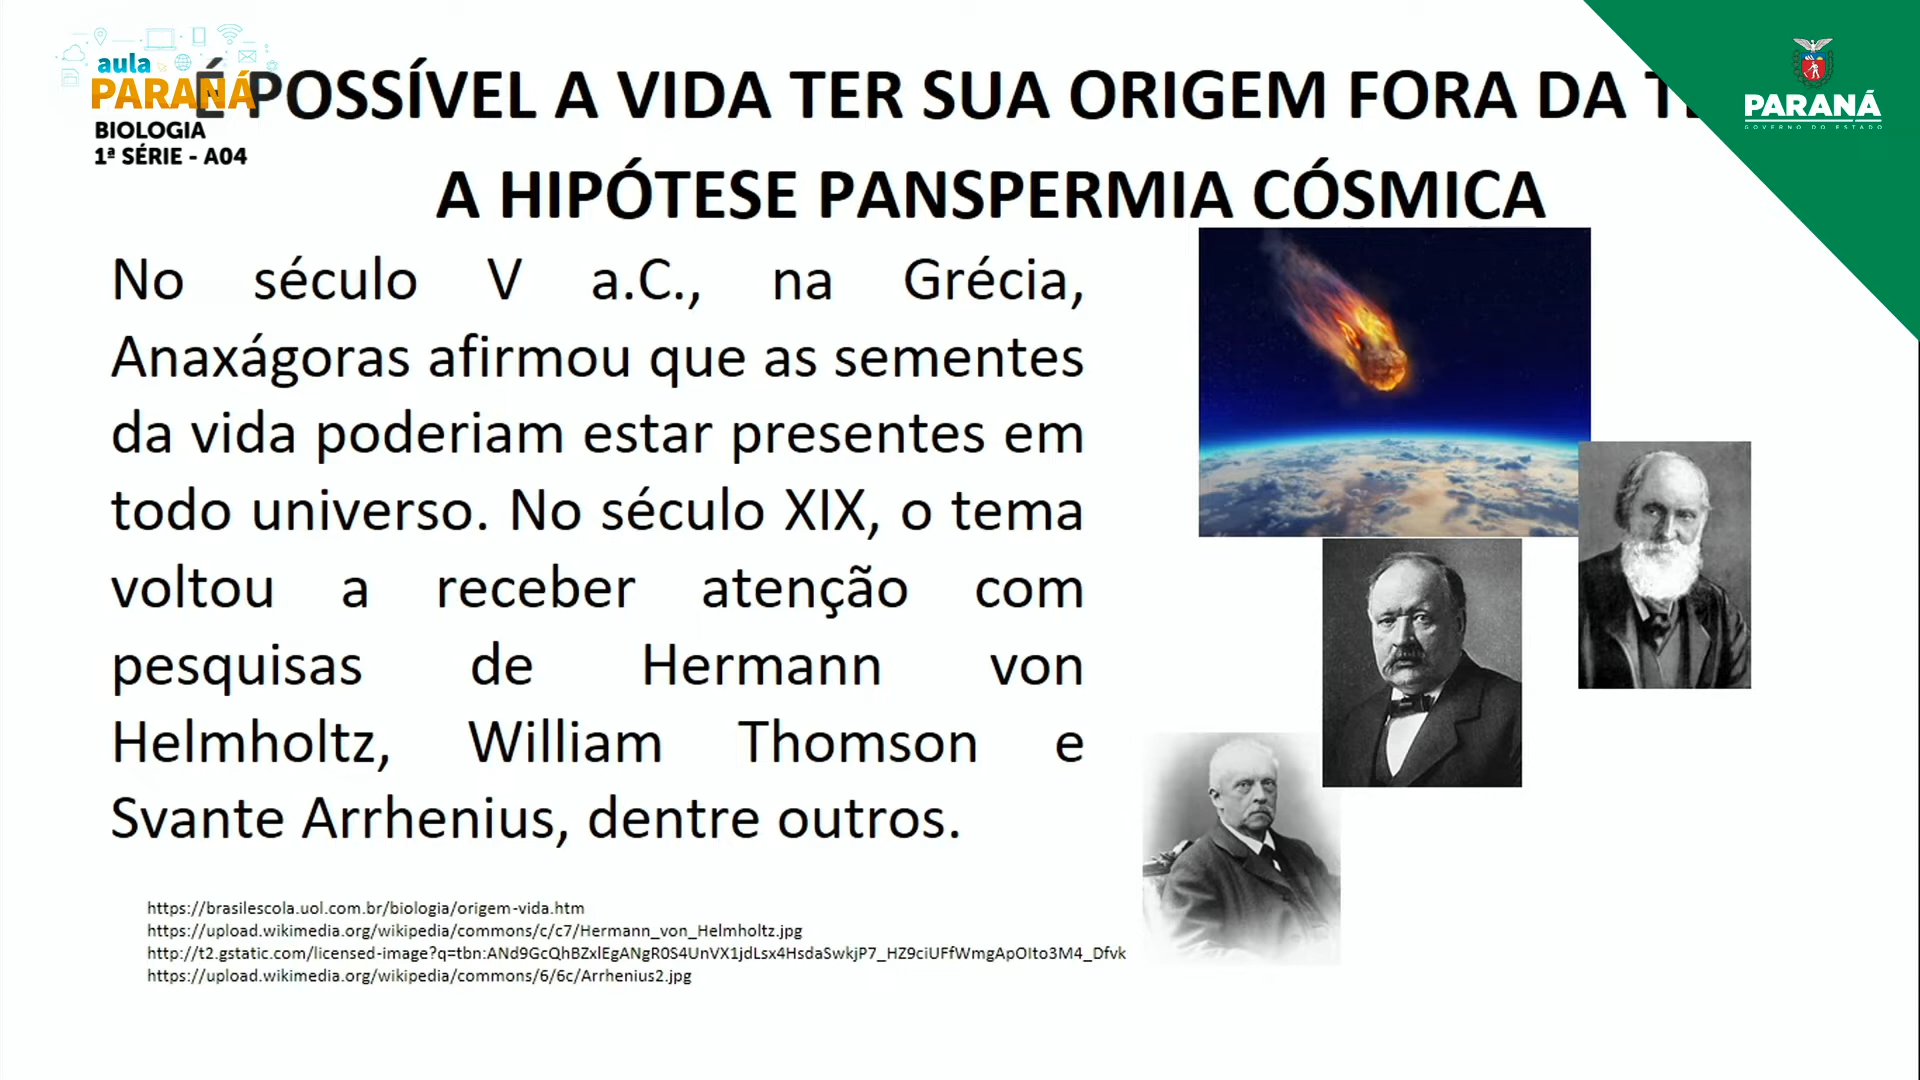 aula
PARANÁ
BIOLOGIA
1ª SÉRIE - A04
É POSSÍVEL A VIDA TER SUA ORIGEM FORA DA
A HIPÓTESE PANSPERMIA CÓSMICA
PARANÁ
GOVERNO DO ESTADO
No século V a.C., na Grécia,
Anaxágoras afirmou que as sementes
da vida poderiam estar presentes em
todo universo. No século XIX, o tema
voltou a receber atenção com
pesquisas de Hermann von
Helmholtz, William Thomson e
Svante Arrhenius, dentre outros.
https://brasilescola.uol.com.br/biologia/origem-vida.htm
https://upload.wikimedia.org/wikipedia/commons/c/c7/Hermann_von_Helmholtz.jpg
http://t2.gstatic.com/licensed-image?q=tbn:ANd9GcQhBZxlEgANgR0S4UnVX1jdLsx4HsdaSwkjP7_HZ9ciUFfWmgApOIto3M4_Dfvk
https://upload.wikimedia.org/wikipedia/commons/6/6c/Arrhenius2.jpg